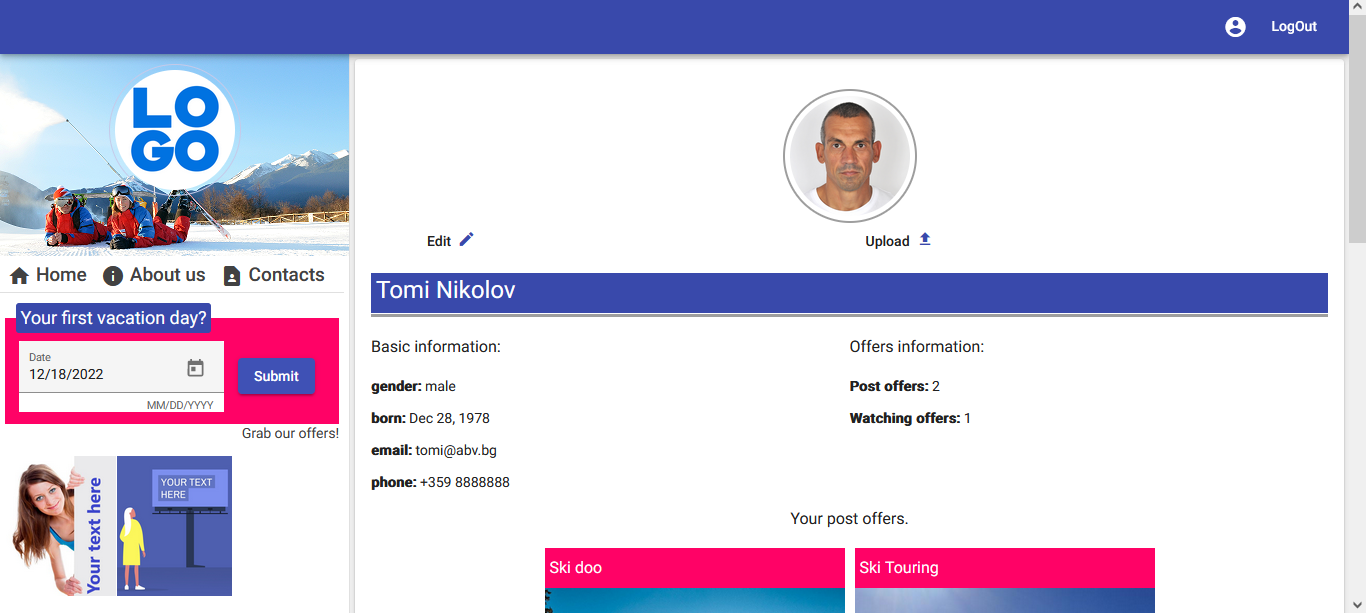 LogOut
LO
GO
Home About us Contacts
Your first vacation day?
Date
12/18/2022
MM/DD/YYYY
Submit
Grab our offers!
Your text here
YOUR TEXT
HERE
Edit
Upload
Tomi Nikolov
Basic information:
gender: male
born: Dec 28, 1978
email: tomi@abv.bg
phone: +359 8888888
Offers information:
Post offers: 2
Watching offers: 1
Your post offers.
Ski doo
Ski Touring